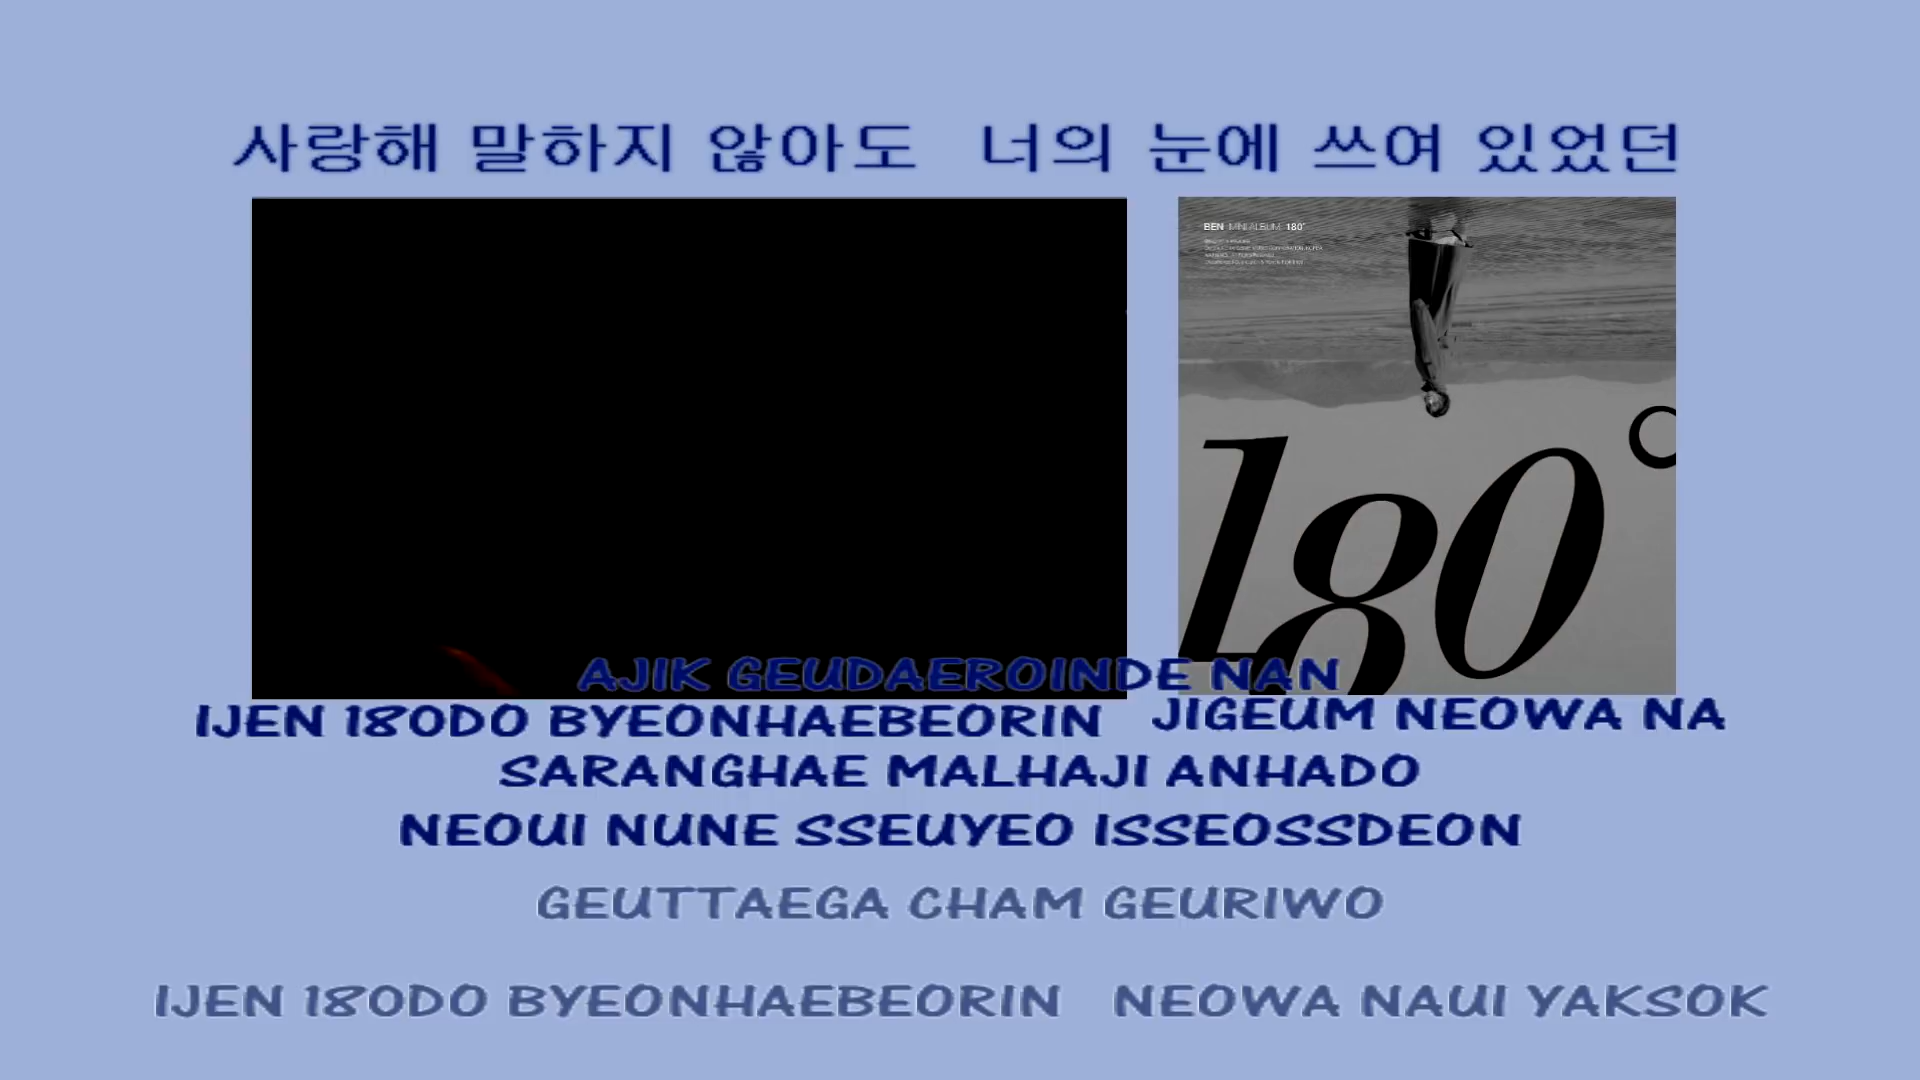 사랑해 말하지 않아도 너의 눈에 쓰여 있었던
BEN MINI ALBUM 180°
180°
AJIK GEUDAEROINDE NAN
IJEN 180DO BYEONHAEBEORIN JIGEUM NEOWA NA
SARANGHAE MALHAJI ANHADO
NEOUI NUNE SSEUYEO ISSEOSSDEON
GEUTTAEGA CHAM GEURIWO
IJEN 180DO BYEONHAEBEORIN NEOWA NAUI YAKSOK